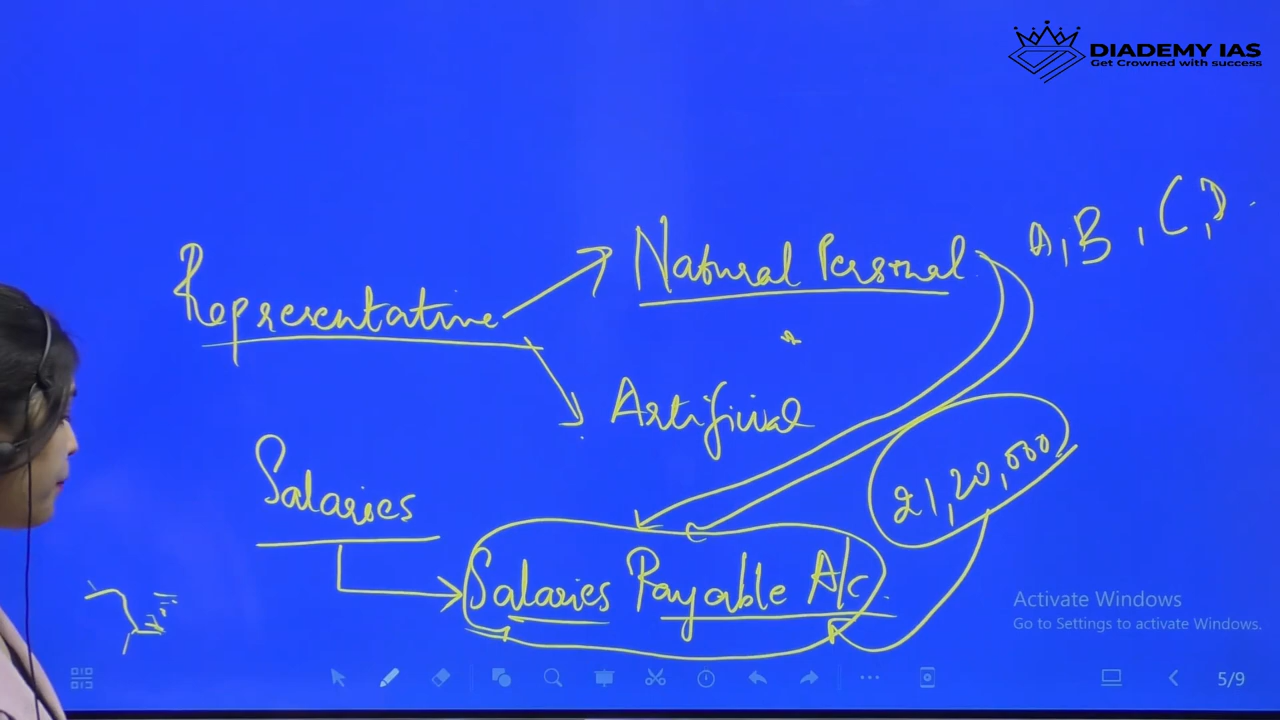 DIADEMY IAS
Get Crowned with success
A, B, C, D
Natural Personal
Representative
Artificial
21,20,000
Salaries
Salaries Payable A/c.
Activate Windows
Go to Settings to activate Windows.
5/9